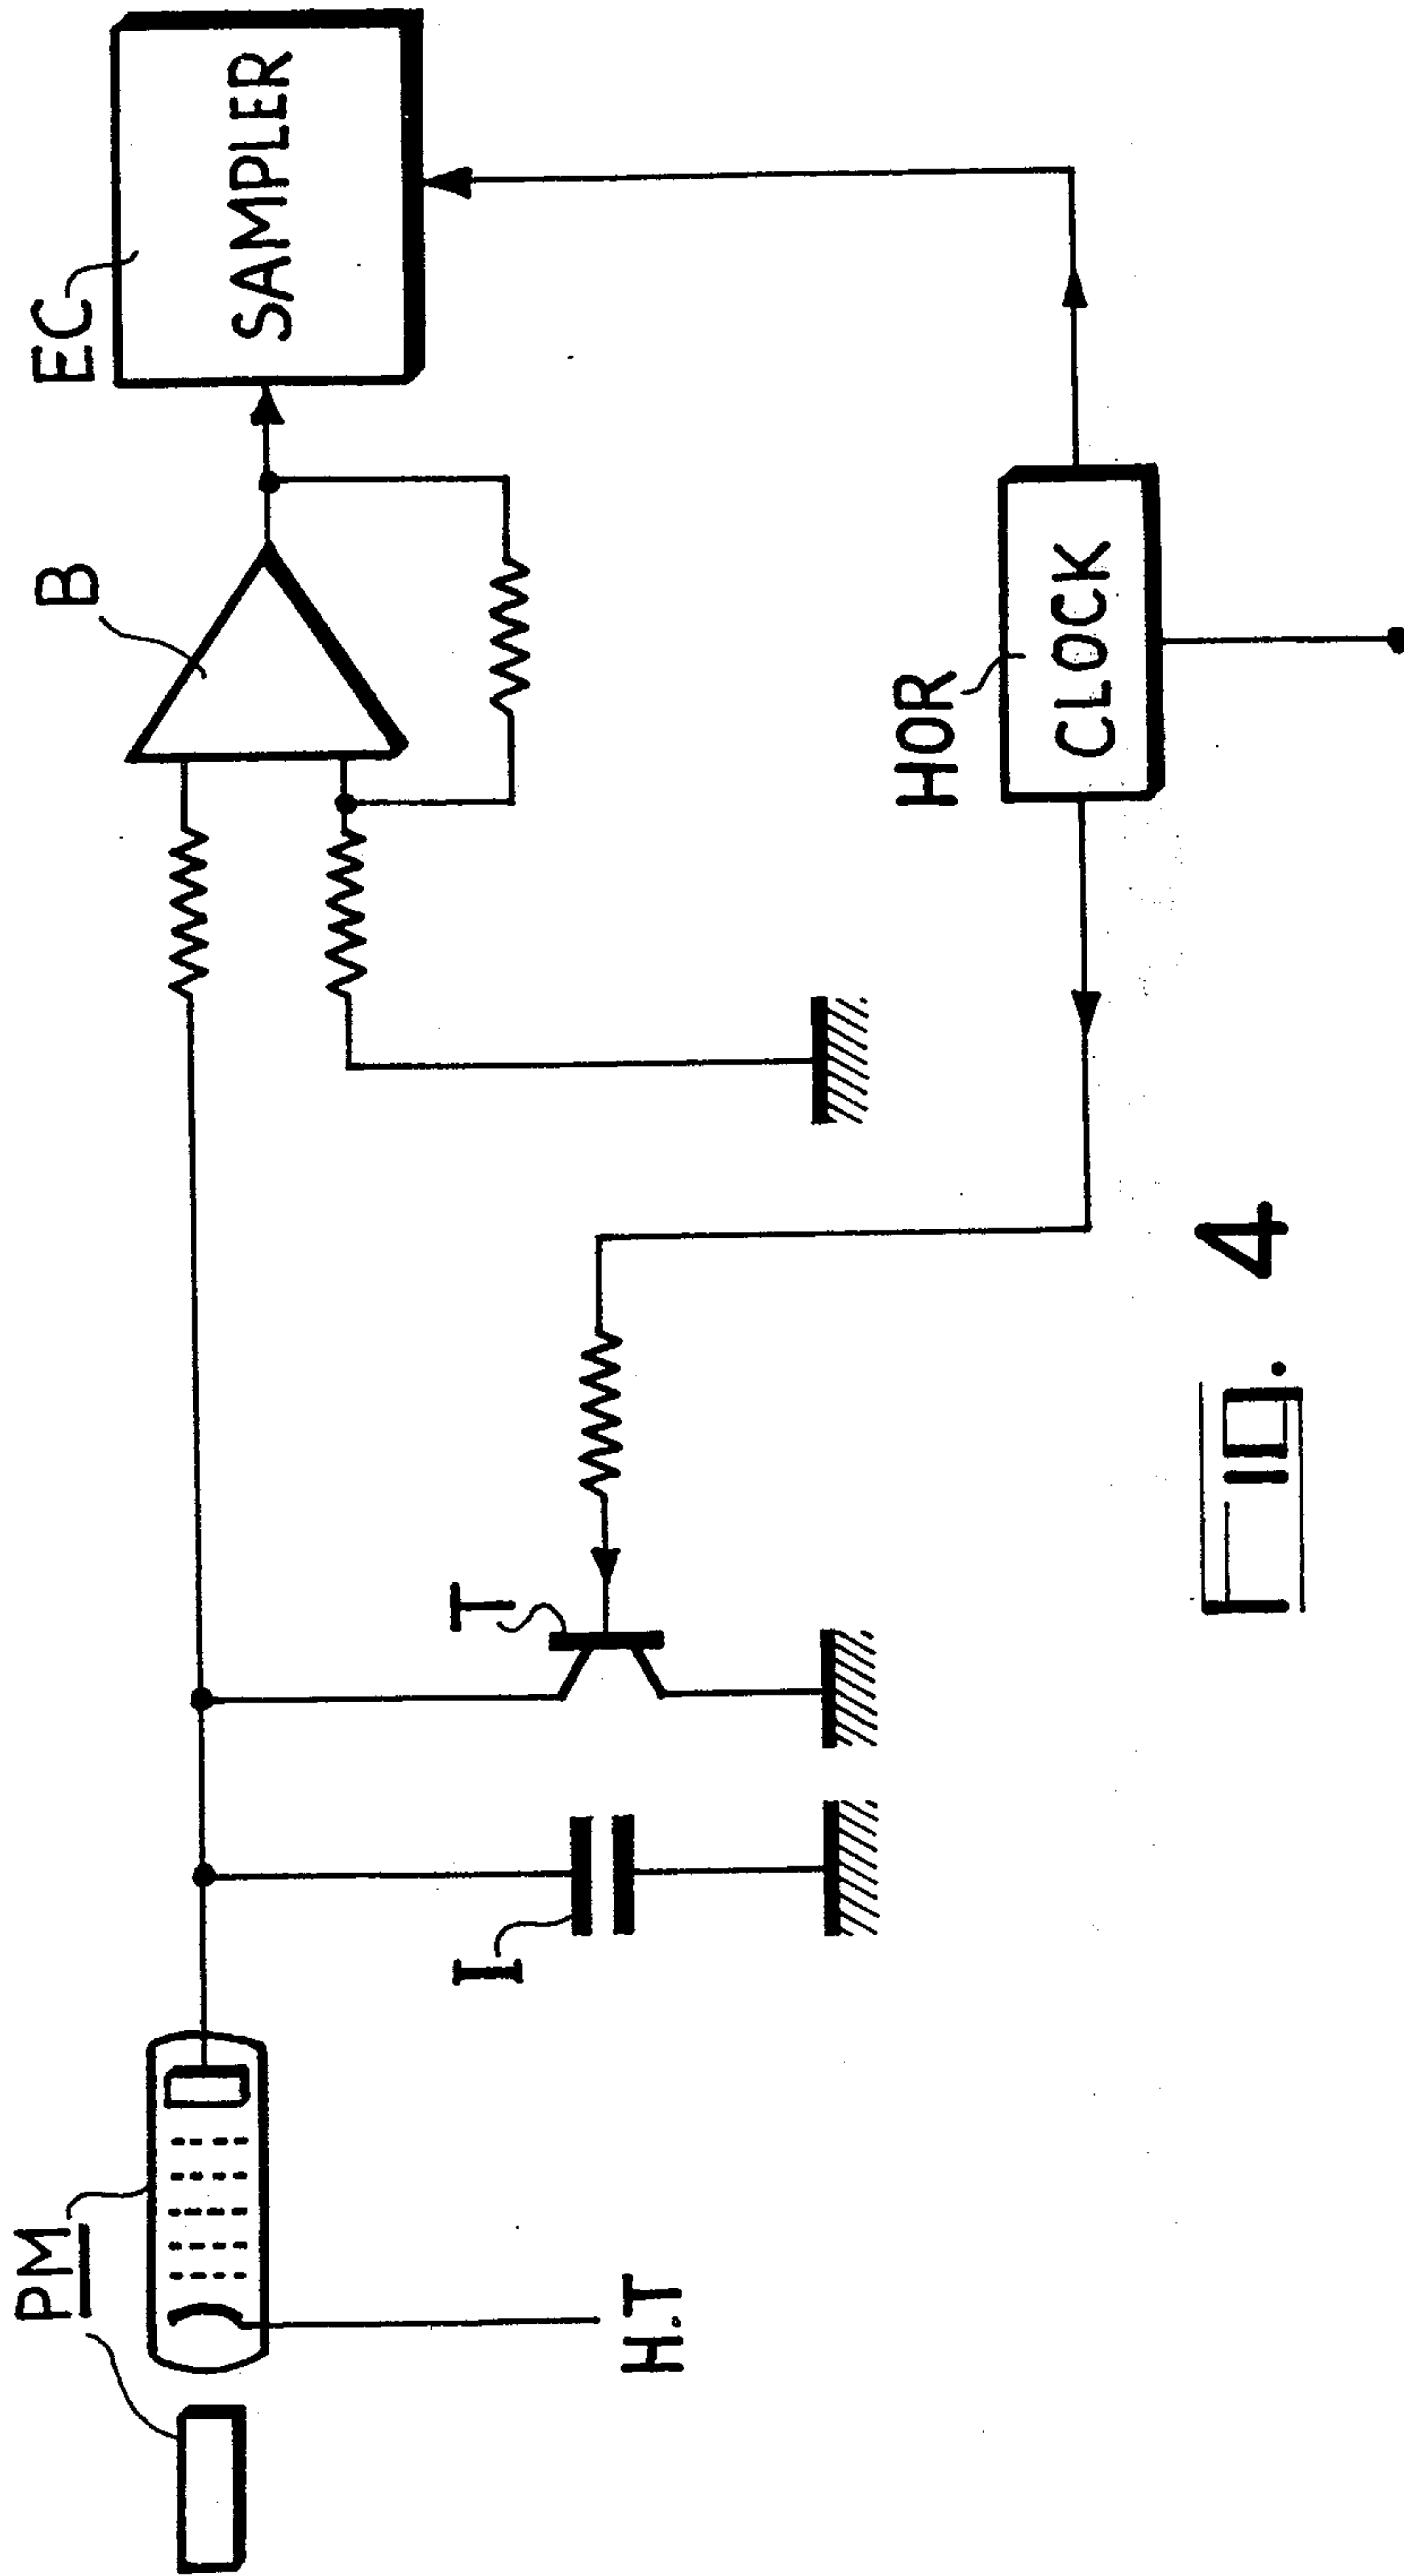 PM
H.T
I
T
B
EC
SAMPLER
HOR
CLOCK
FIG. 4